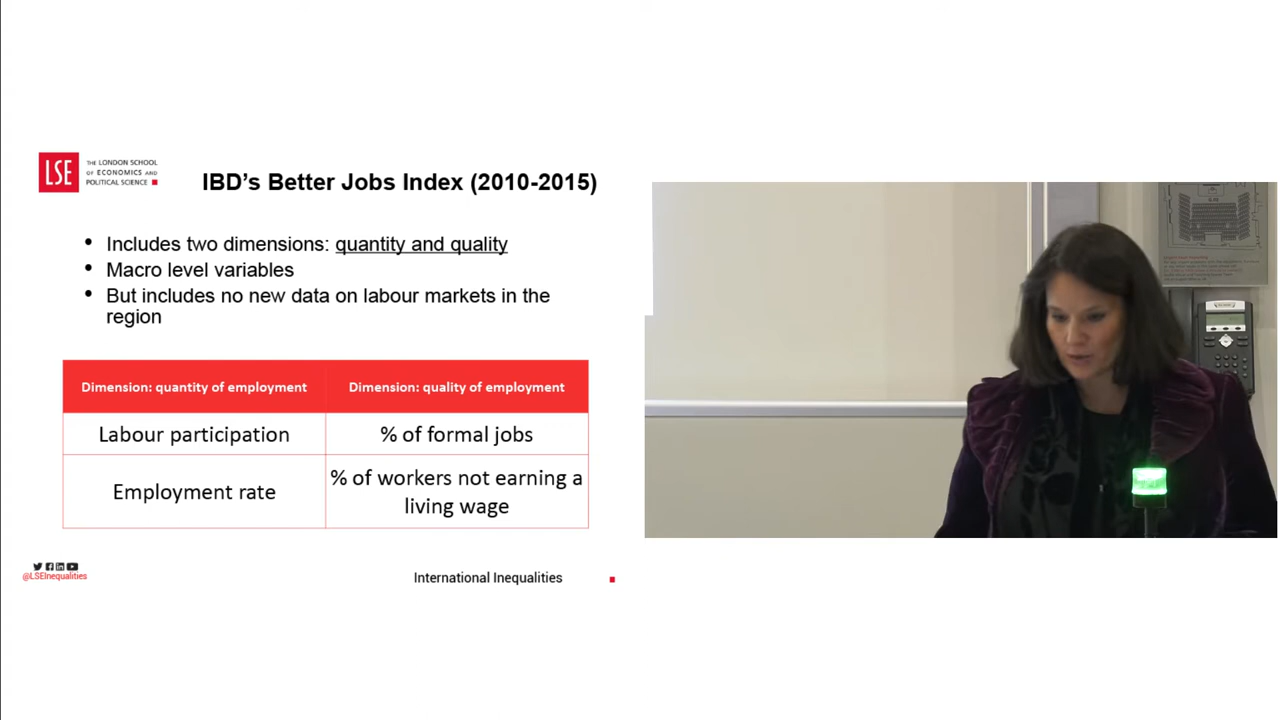 LSE
THE LONDON SCHOOL
OF ECONOMICS AND
POLITICAL SCIENCE
IBD's Better Jobs Index (2010-2015)
• Includes two dimensions: quantity and quality
• Macro level variables
• But includes no new data on labour markets in the
region
Dimension: quantity of employment
Dimension: quality of employment
Labour participation
% of formal jobs
Employment rate
% of workers not earning a
living wage
@LSEInequalities
International Inequalities